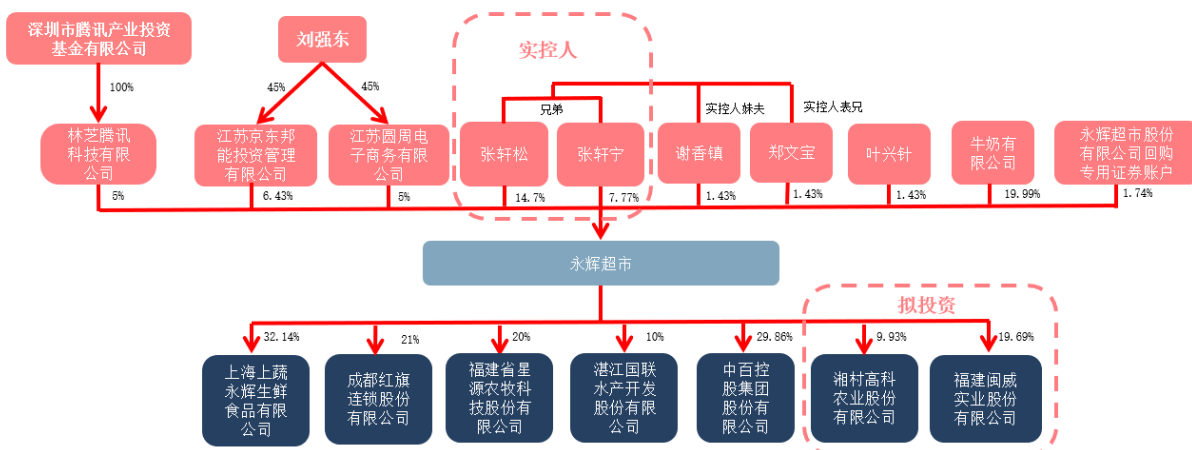 深圳市腾讯产业投资
基金有限公司
刘强东
实控人
100%
45%
45%
兄弟
实控人妹夫
实控人表兄
林芝腾讯
科技有限
公司
江苏京东邦
能投资管理
有限公司
江苏圆周电
子商务有限
公司
张轩松
张轩宁
谢香镇
郑文宝
叶兴针
牛奶有
限公司
永辉超市股份
有限公司回购
专用证券账户
5%
6.43%
5%
14.7%
7.77%
1.43%
1.43%
1.43%
19.99%
1.74%
永辉超市
拟投资
32.14%
21%
20%
10%
29.86%
9.93%
19.69%
上海上蔬
永辉生鲜
食品有限
公司
成都红旗
连锁股份
有限公司
福建省星
源农牧科
技股份有
限公司
湛江国联
水产开发
股份有限
公司
中百控
股集团
股份有
限公司
湘村高科
农业股份
有限公司
福建闽威
实业股份
有限公司